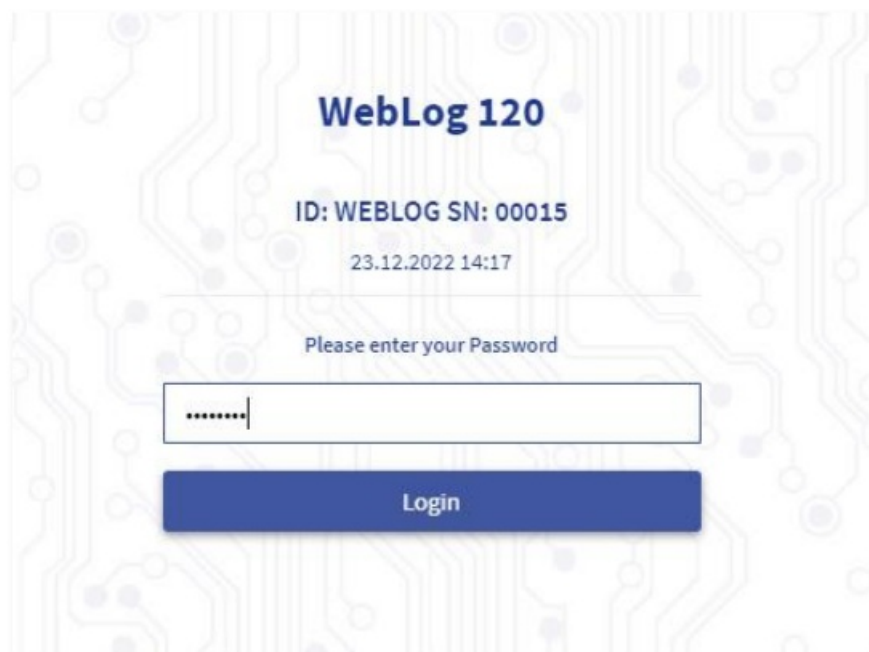 WebLog 120
ID: WEBLOG SN: 00015
23.12.2022 14:17
Please enter your Password
••••••••
Login